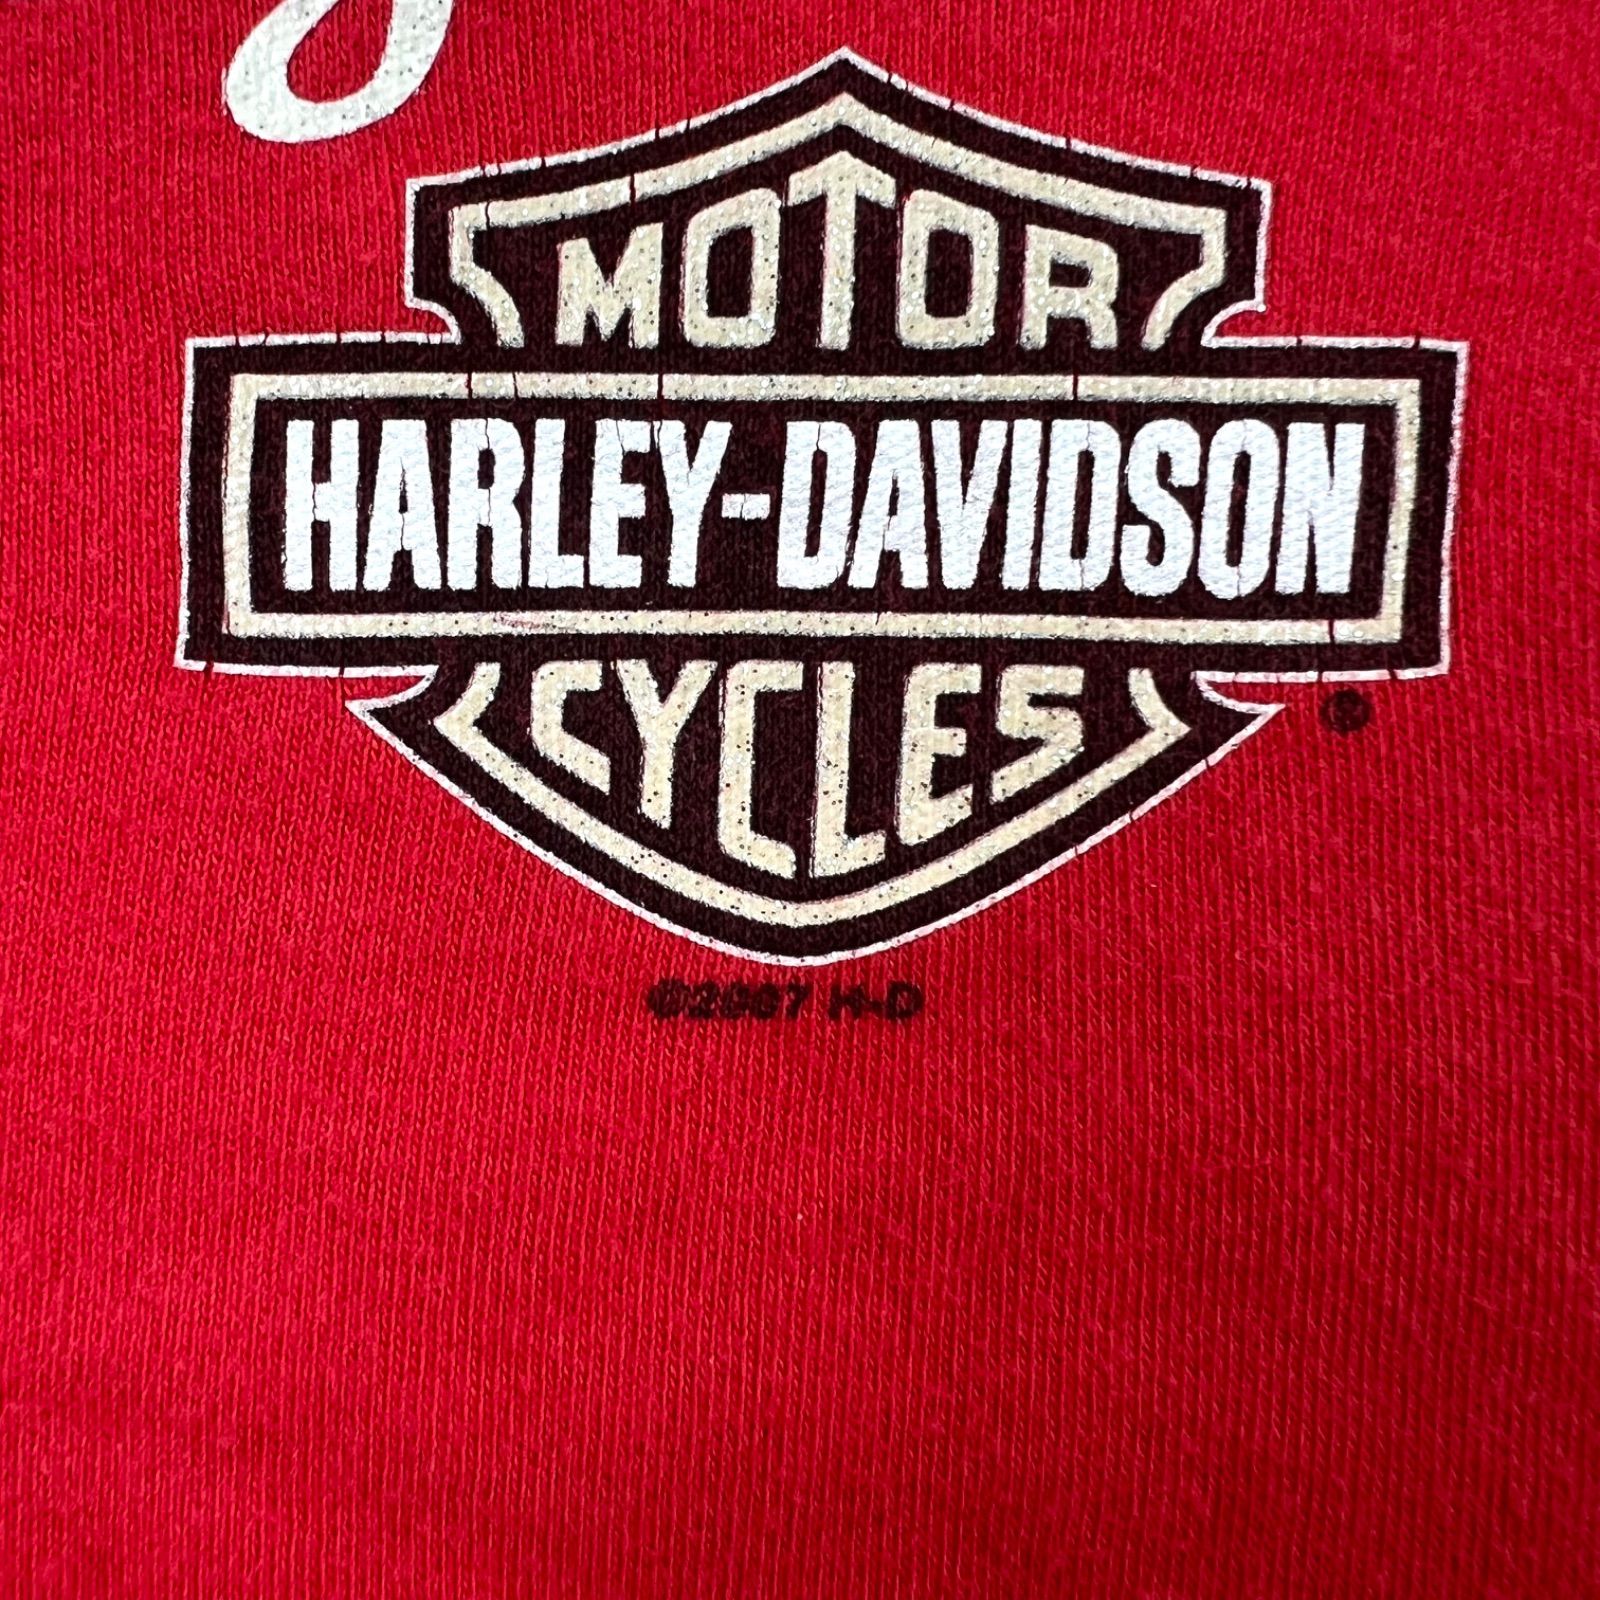 MOTOR
HARLEY-DAVIDSON
CYCLES
®
©2007 H-D